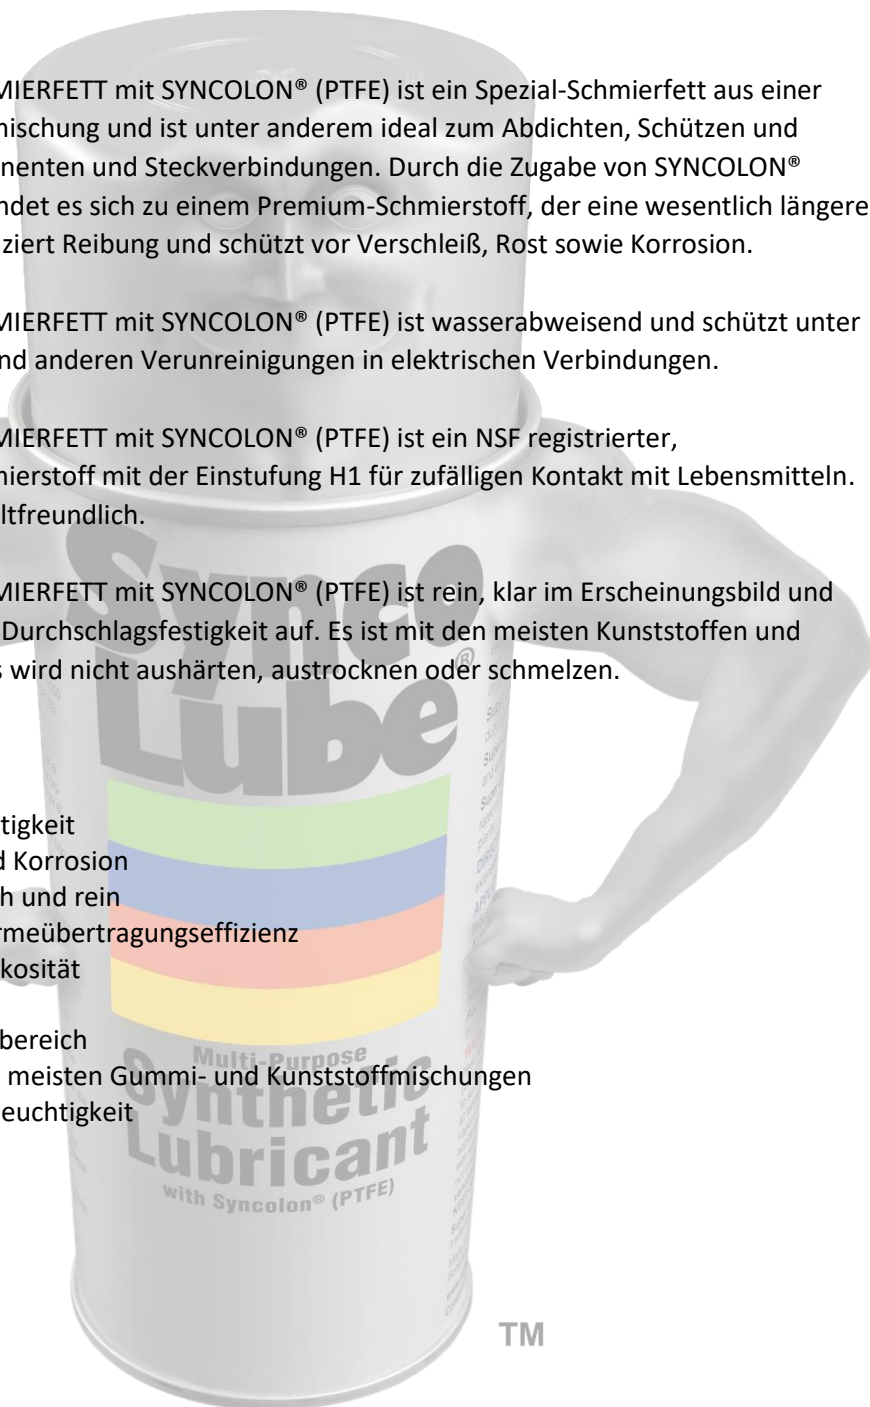 MIERFETT mit SYNCOLON® (PTFE) ist ein Spezial-Schmierfett aus einer
mischung und ist unter anderem ideal zum Abdichten, Schützen und
nenten und Steckverbindungen. Durch die Zugabe von SYNCOLON®
ndet es sich zu einem Premium-Schmierstoff, der eine wesentlich längere
ziert Reibung und schützt vor Verschleiß, Rost sowie Korrosion.
MIERFETT mit SYNCOLON® (PTFE) ist wasserabweisend und schützt unter
nd anderen Verunreinigungen in elektrischen Verbindungen.
MIERFETT mit SYNCOLON® (PTFE) ist ein NSF registrierter,
mierstoff mit der Einstufung H1 für zufälligen Kontakt mit Lebensmitteln.
ltfreundlich.
MIERFETT mit SYNCOLON® (PTFE) ist rein, klar im Erscheinungsbild und
Durchschlagsfestigkeit auf. Es ist mit den meisten Kunststoffen und
s wird nicht aushärten, austrocknen oder schmelzen.
Synco
Lube®
tigkeit
d Korrosion
h und rein
rmeübertragungseffizienz
kosität
bereich
meisten Gummi- und Kunststoffmischungen
euchtigkeit
Multi-Purpose
Synthetic
Lubricant
with Syncolon® (PTFE)
TM